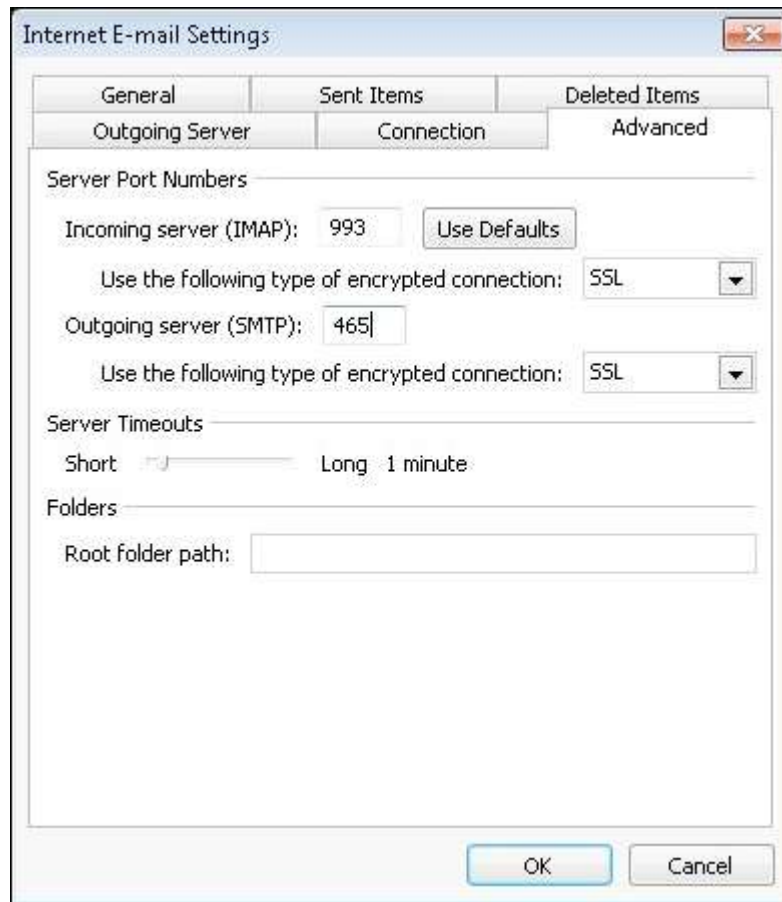 Internet E-mail Settings
General Sent Items Deleted Items
Outgoing Server Connection Advanced
Server Port Numbers
Incoming server (IMAP): 993 Use Defaults
Use the following type of encrypted connection: SSL
Outgoing server (SMTP): 465
Use the following type of encrypted connection: SSL
Server Timeouts
Short Long 1 minute
Folders
Root folder path:
OK Cancel